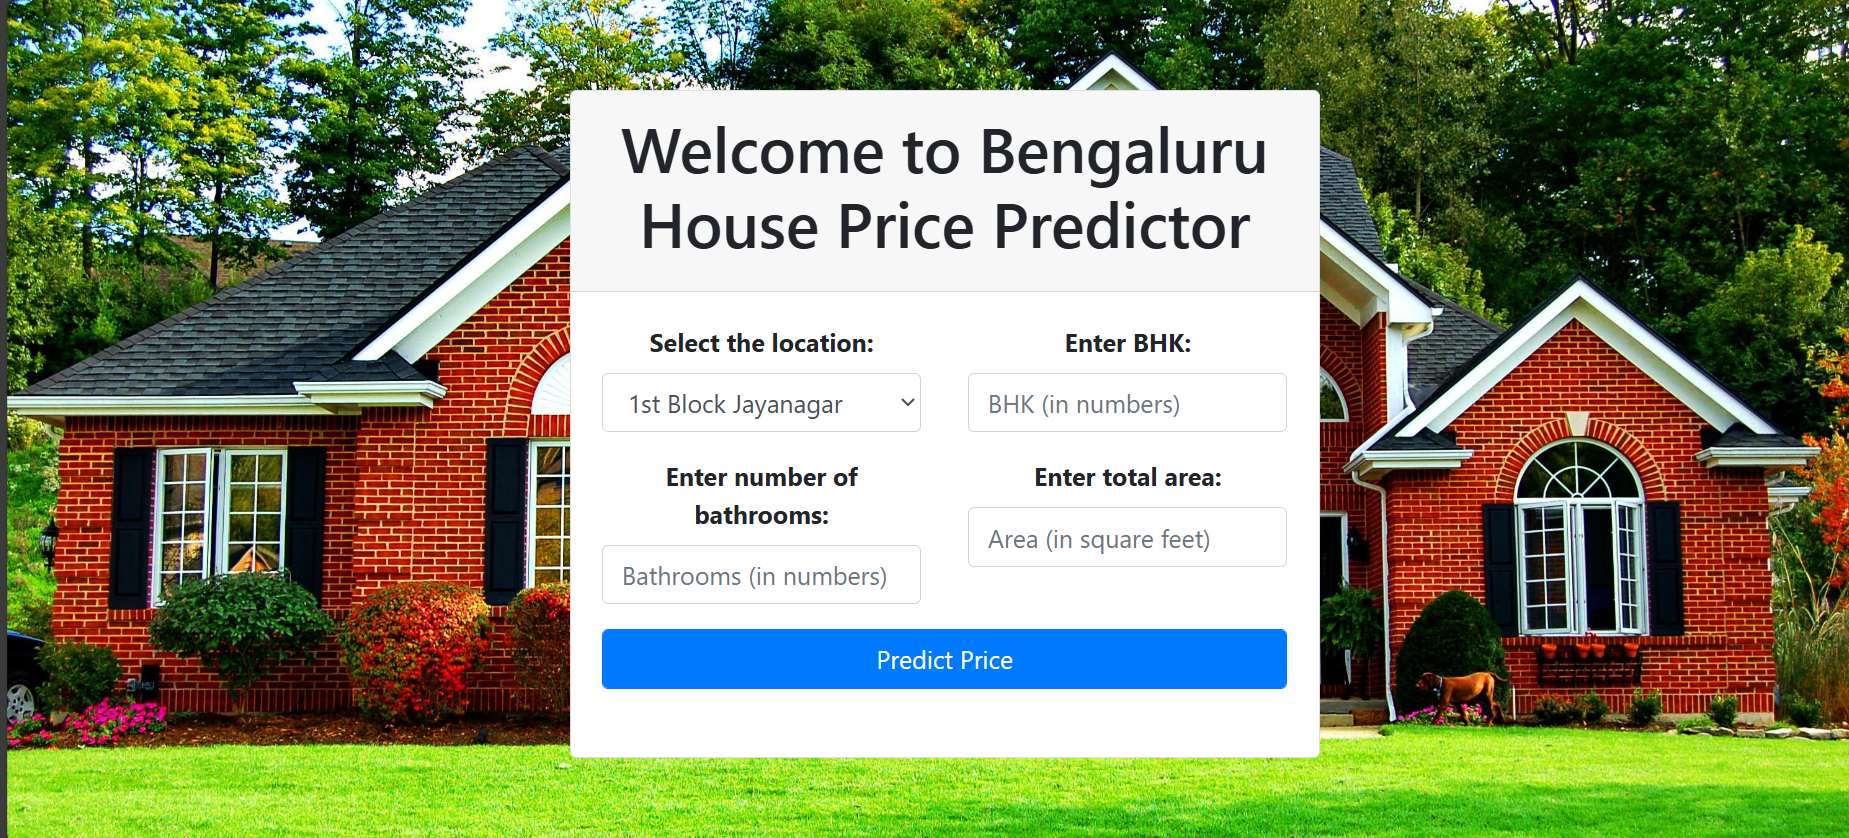 Welcome to Bengaluru
House Price Predictor
Select the location:
1st Block Jayanagar
Enter BHK:
BHK (in numbers)
Enter number of
bathrooms:
Bathrooms (in numbers)
Enter total area:
Area (in square feet)
Predict Price